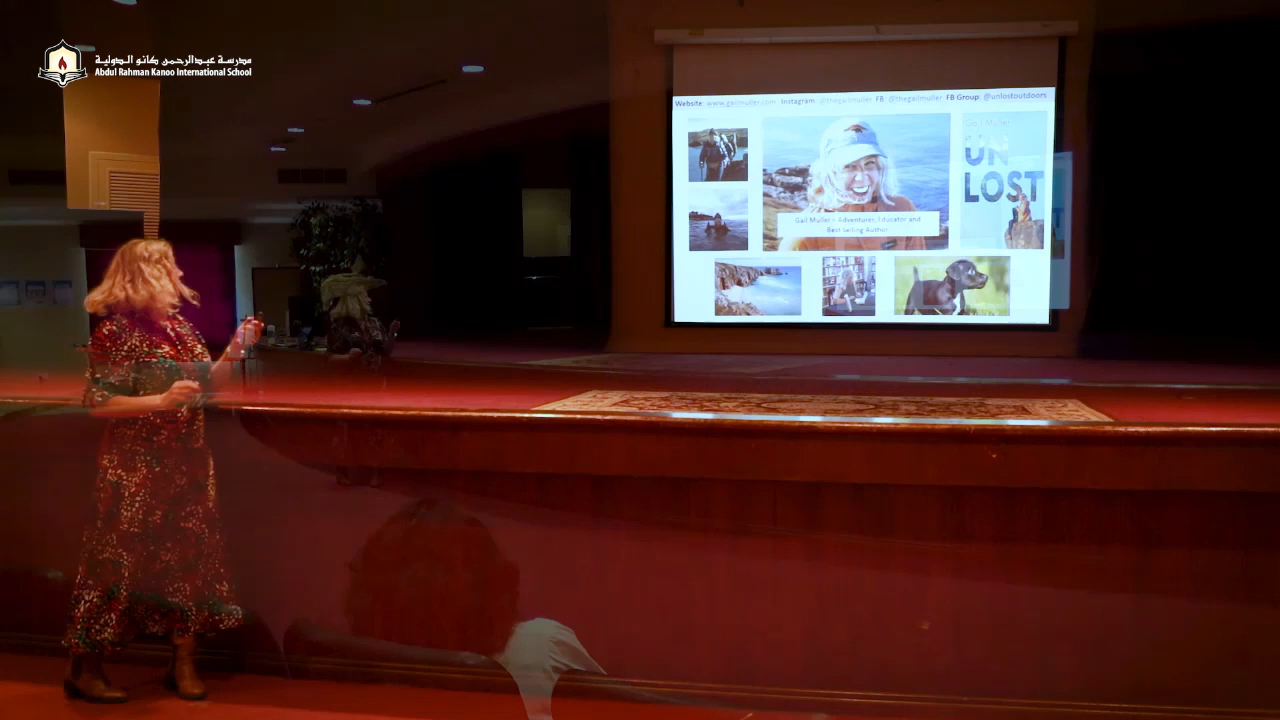 مدرسة عبدالرحمن كانو الدولية
Abdul Rahman Kanoo International School
Website: www.gailmuller.com Instagram: @thegailmuller FB: @thegailmuller FB Group: @unlostoutdoors
Gail Muller
UN
LOST
Gail Muller – Adventurer, Educator and
Best Selling Author